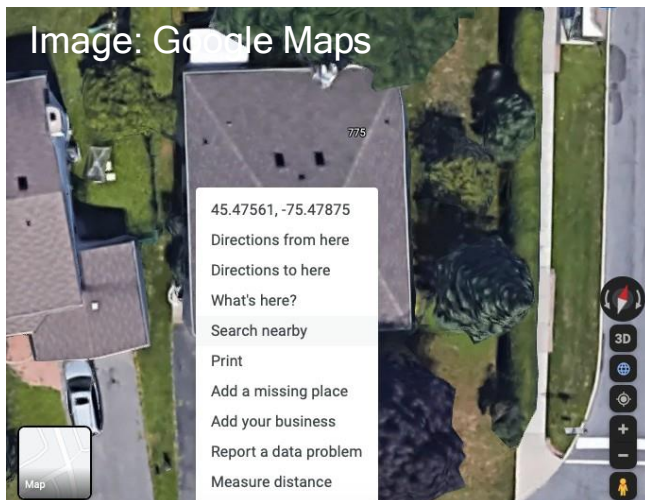 Image: Google Maps
775
45.47561, -75.47875
Directions from here
Directions to here
What's here?
Search nearby
Print
Add a missing place
Add your business
Report a data problem
Measure distance
3D
Map